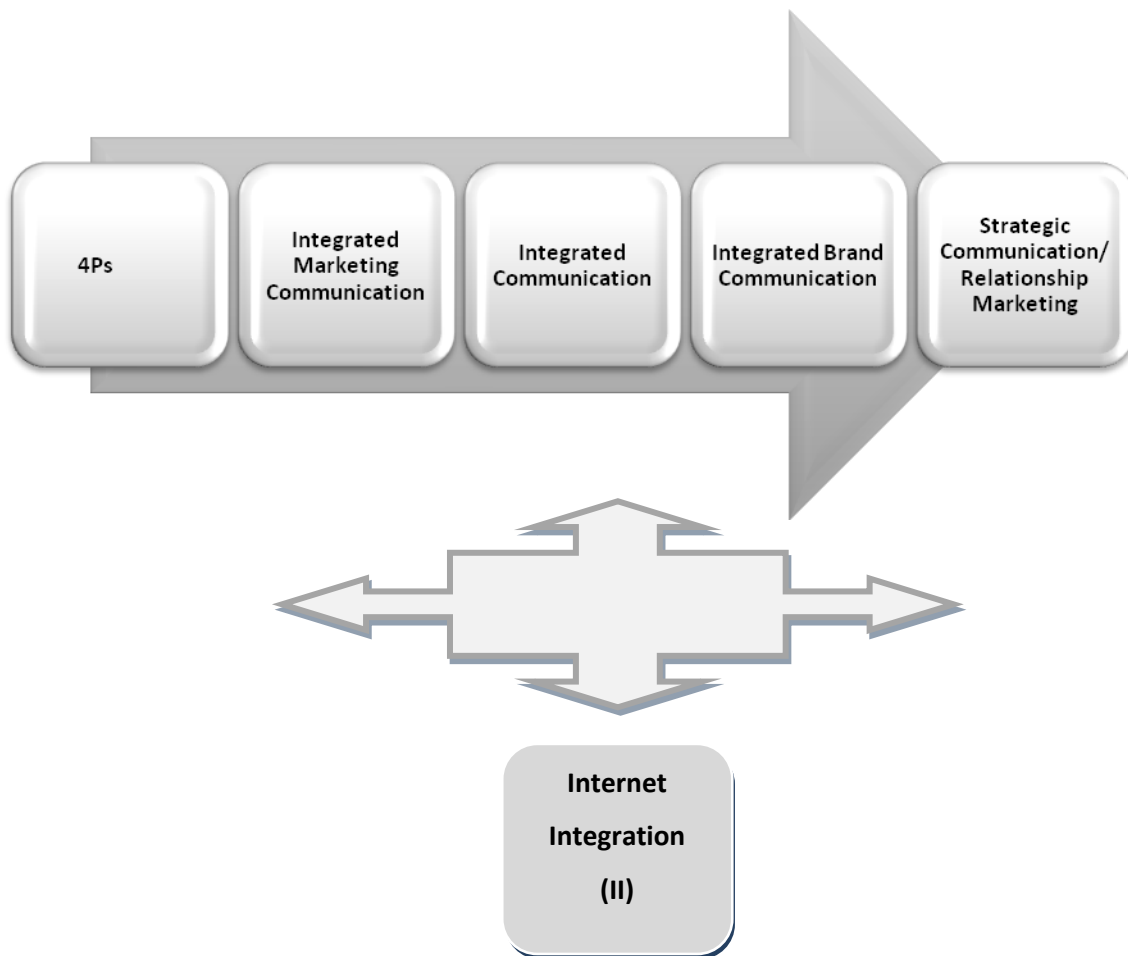 4Ps
Integrated
Marketing
Communication
Integrated
Communication
Integrated Brand
Communication
Strategic
Communication/
Relationship
Marketing
Internet
Integration
(II)